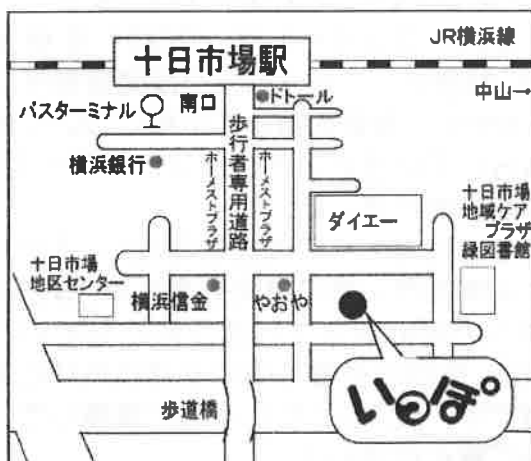 JR横浜線
十日市場駅
中山→
バスターミナル
南口
ドトール
歩行者専用道路
横浜銀行
ホーメストプラザ
ホーメストプラザ
ダイエー
十日市場
地域ケア
プラザ
緑図書館
十日市場
地区センター
横浜信金
やおや
いっぽ。
歩道橋